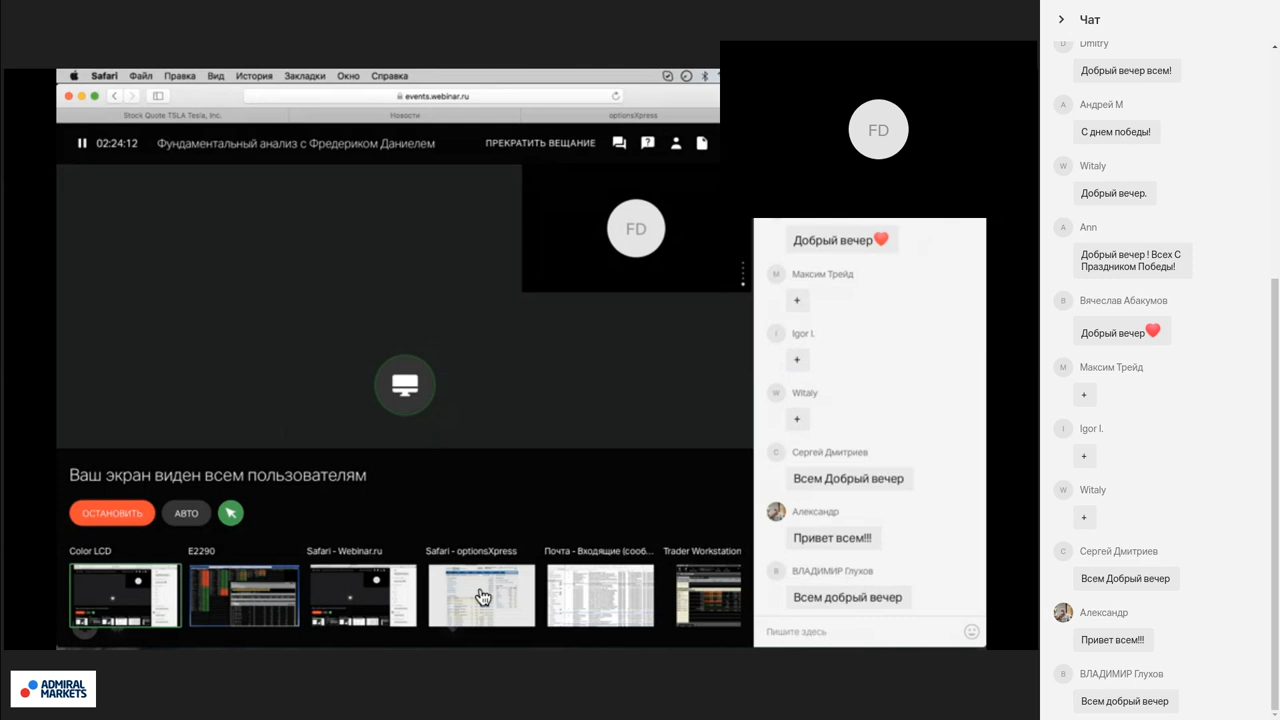 Safari Файл Правка Вид История Закладки Окно Справка
events.webinar.ru
Stock Quote TSLA Tesla, Inc. Новости optionsXpress
02:24:12 Фундаментальный анализ с Фредериком Даниелем ПРЕКРАТИТЬ ВЕЩАНИЕ
FD
FD
Ваш экран виден всем пользователям
ОСТАНОВИТЬ АВТО
Color LCD E2290 Safari - Webinar.ru Safari - optionsXpress Почта - Входящие (сооб... Trader Workstation
Добрый вечер❤
М Максим Трейд
+
I Igor I.
+
W Witaly
+
С Сергей Дмитриев
Всем Добрый вечер
Александр
Привет всем!!!
В ВЛАДИМИР Глухов
Всем добрый вечер
Пишите здесь
ADMIRAL
MARKETS
Чат
D Dmitry
Добрый вечер всем!
А Андрей М
С днем победы!
W Witaly
Добрый вечер.
A Ann
Добрый вечер ! Всех С
Праздником Победы!
В Вячеслав Абакумов
Добрый вечер❤
М Максим Трейд
+
I Igor I.
+
W Witaly
+
С Сергей Дмитриев
Всем Добрый вечер
Александр
Привет всем!!!
В ВЛАДИМИР Глухов
Всем добрый вечер